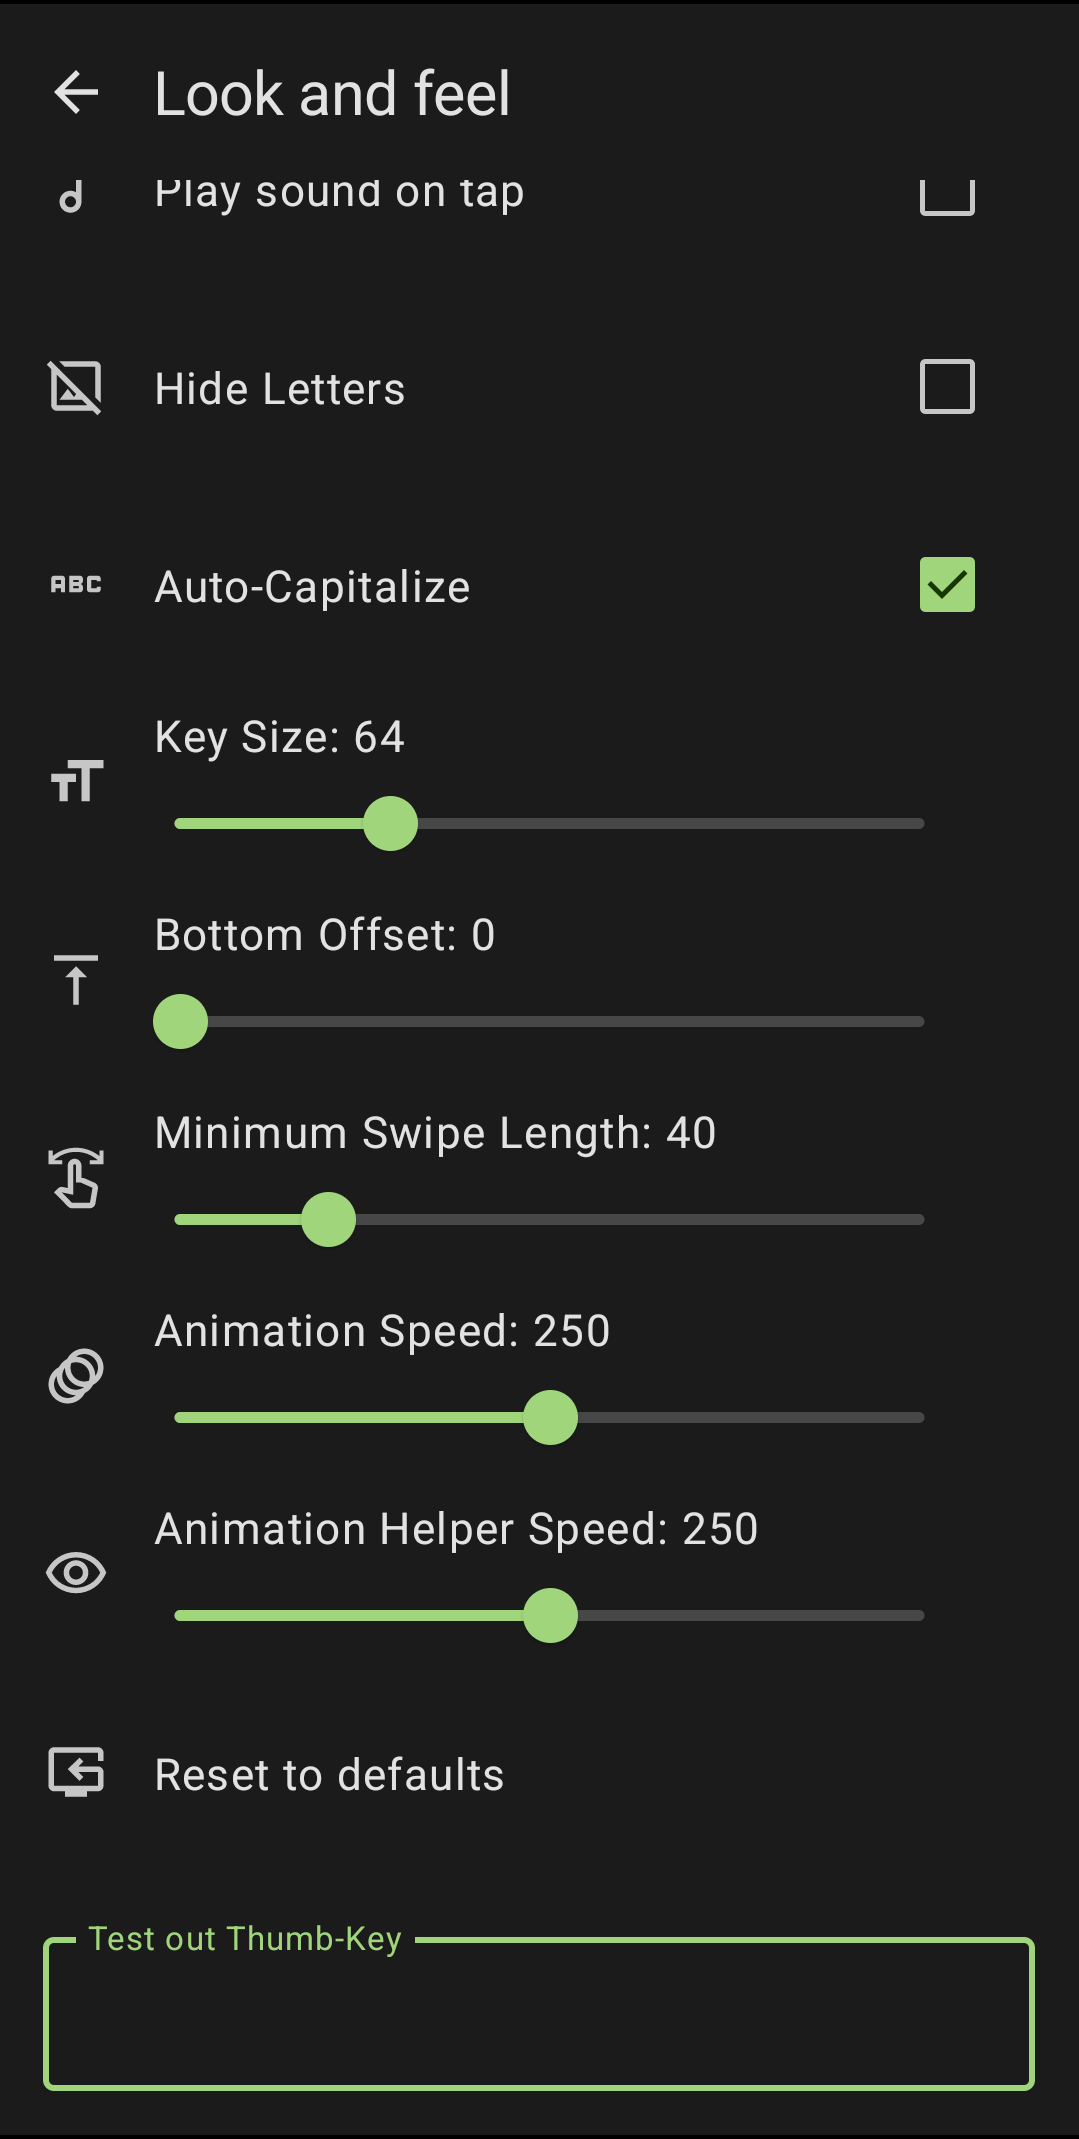 Look and feel
Play sound on tap
Hide Letters
ABC Auto-Capitalize
Key Size: 64
Bottom Offset: 0
Minimum Swipe Length: 40
Animation Speed: 250
Animation Helper Speed: 250
Reset to defaults
Test out Thumb-Key